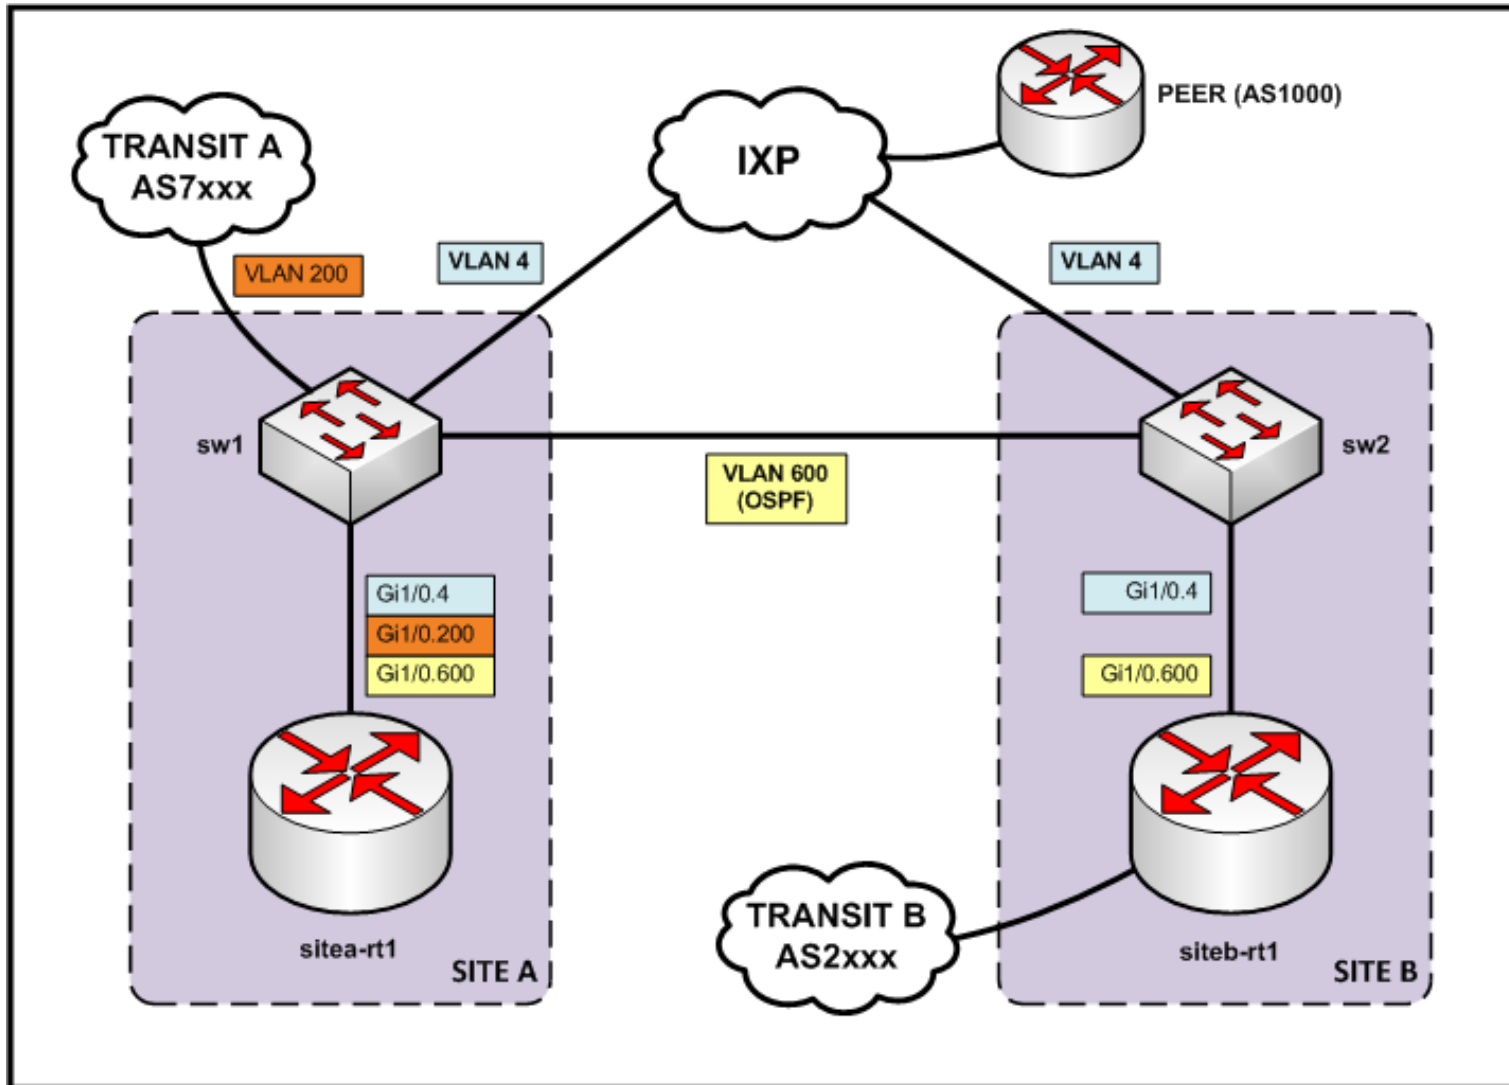 PEER (AS1000)
TRANSIT A
AS7xxx
IXP
VLAN 200
VLAN 4
VLAN 4
sw1
sw2
VLAN 600
(OSPF)
Gi1/0.4
Gi1/0.200
Gi1/0.600
Gi1/0.4
Gi1/0.600
sitea-rt1
SITE A
TRANSIT B
AS2xxx
siteb-rt1
SITE B